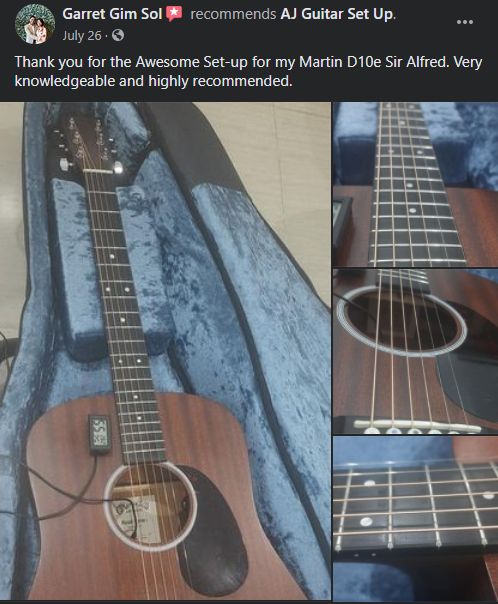 Garret Gim Sol recommends AJ Guitar Set Up.
July 26 ·
Thank you for the Awesome Set-up for my Martin D10e Sir Alfred. Very
knowledgeable and highly recommended.